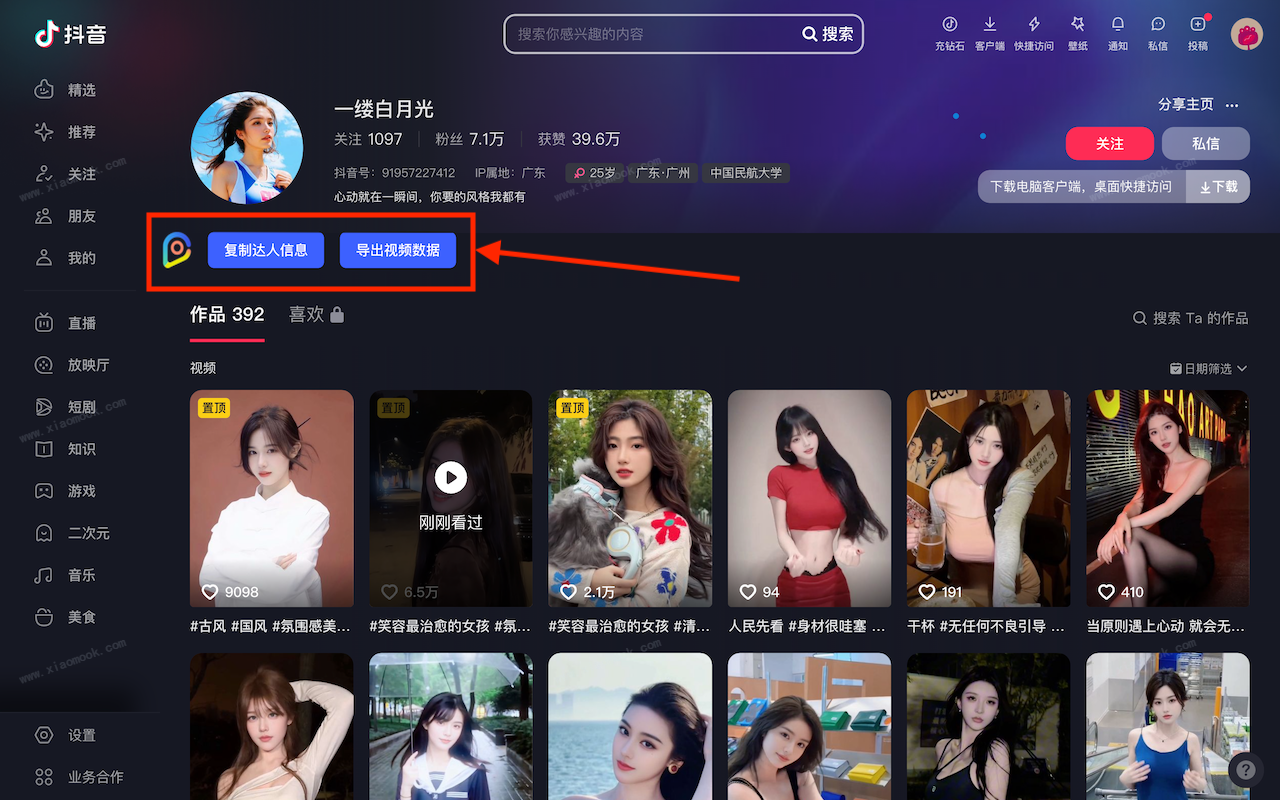 抖音
搜索你感兴趣的内容
搜索
充钻石
客户端
快捷访问
壁纸
通知
私信
投稿
精选
推荐
关注
朋友
我的
直播
放映厅
短剧
知识
游戏
二次元
音乐
美食
设置
业务合作
一缕白月光
关注 1097
粉丝 7.1万
获赞 39.6万
抖音号：91957227412
IP属地：广东
25岁
广东·广州
中国民航大学
心动就在一瞬间，你要的风格我都有
分享主页 ...
关注
私信
下载电脑客户端，桌面快捷访问
下载
复制达人信息
导出视频数据
作品 392
喜欢
搜索 Ta 的作品
视频
日期筛选
置顶
9098
#古风 #国风 #氛围感美...
置顶
刚刚看过
6.5万
#笑容最治愈的女孩 #氛...
置顶
2.1万
#笑容最治愈的女孩 #清...
94
人民先看 #身材很哇塞 ...
191
干杯 #无任何不良引导 ...
410
当原则遇上心动 就会无...
www.xiaomook.com
www.xiaomook.com
www.xiaomook.com
www.xiaomook.com
www.xiaomook.com